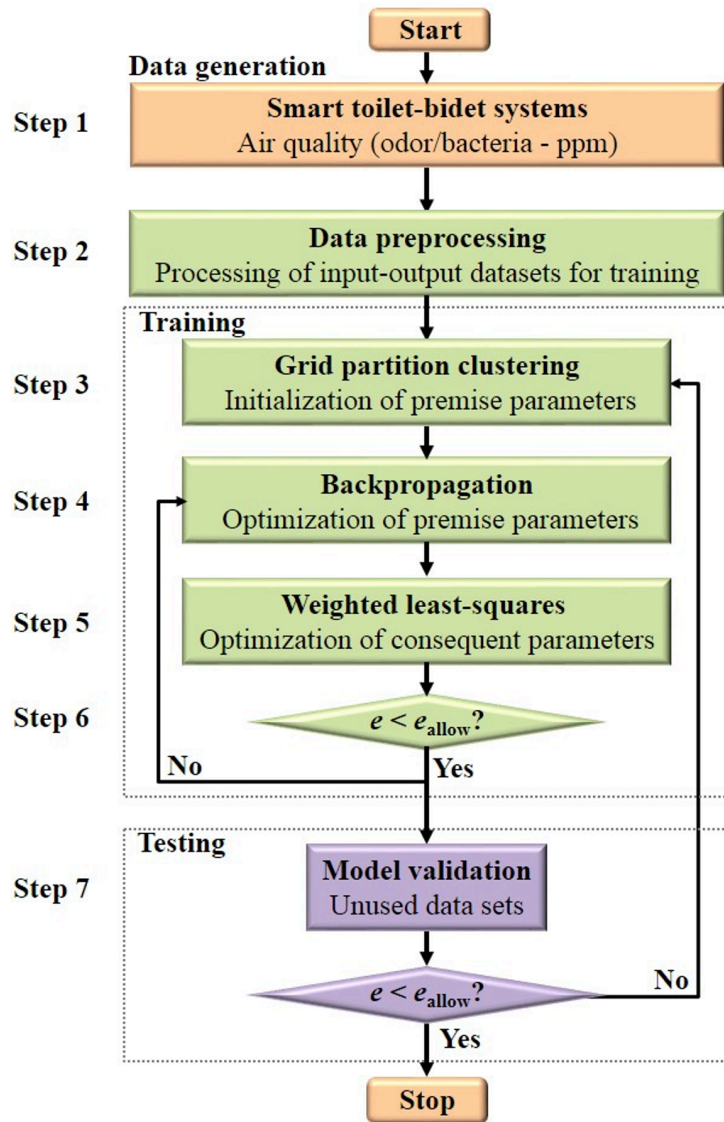 Start
Data generation
Step 1
Smart toilet-bidet systems
Air quality (odor/bacteria - ppm)
Step 2
Data preprocessing
Processing of input-output datasets for training
Training
Step 3
Grid partition clustering
Initialization of premise parameters
Step 4
Backpropagation
Optimization of premise parameters
Step 5
Weighted least-squares
Optimization of consequent parameters
Step 6
e < e_allow?
No
Yes
Testing
Step 7
Model validation
Unused data sets
e < e_allow?
No
Yes
Stop